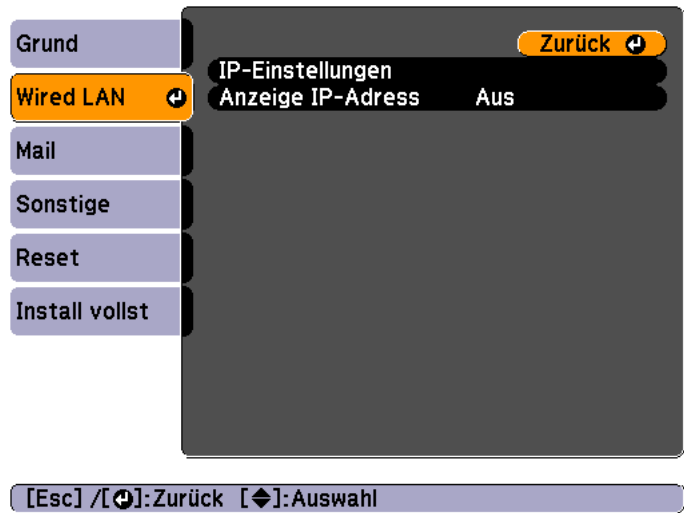 Grund
Zurück
IP-Einstellungen
Wired LAN
Anzeige IP-Adress Aus
Mail
Sonstige
Reset
Install vollst
[Esc] /[⏎]:Zurück [◆]:Auswahl